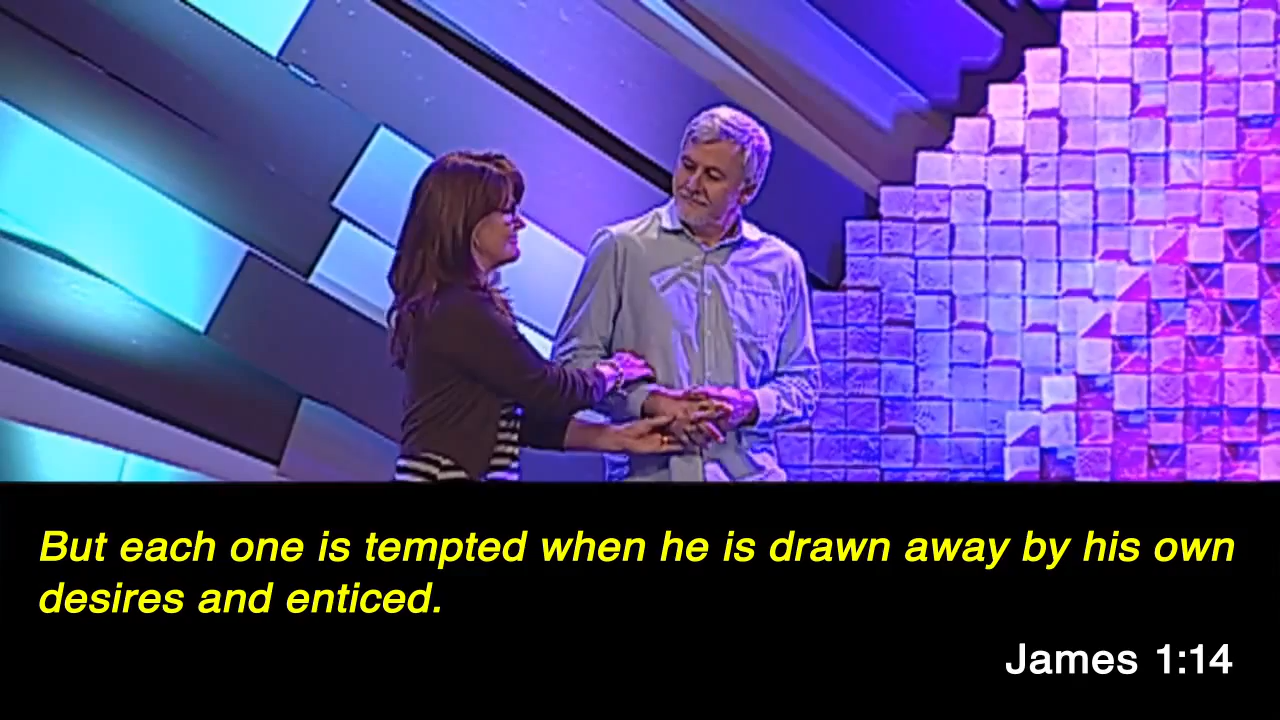 But each one is tempted when he is drawn away by his own
desires and enticed.
James 1:14